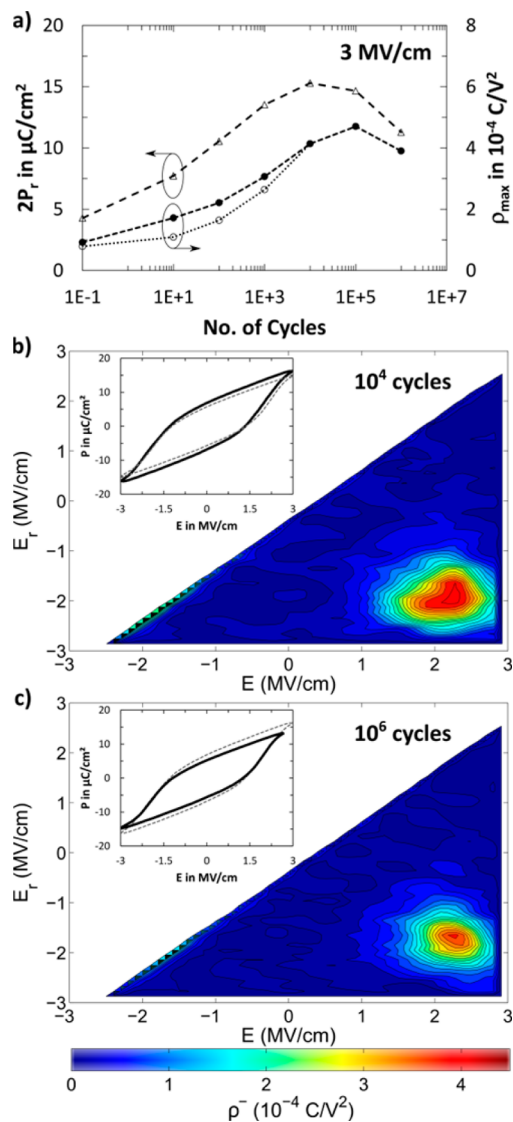 a)
3 MV/cm
2Pr in µC/cm²
20
15
10
5
0
8
6
4
2
0
ρmax in 10⁻⁴ C/V²
1E-1 1E+1 1E+3 1E+5 1E+7
No. of Cycles
b)
10⁴ cycles
Er (MV/cm)
3
2
1
0
−1
−2
−3
−3 −2 −1 0 1 2 3
E (MV/cm)
P in µC/cm²
20
10
0
-10
-20
-3 -1.5 0 1.5 3
E in MV/cm
c)
10⁶ cycles
Er (MV/cm)
3
2
1
0
−1
−2
−3
−3 −2 −1 0 1 2 3
E (MV/cm)
P in µC/cm²
20
10
0
-10
-20
-3 -1.5 0 1.5 3
E in MV/cm
0 1 2 3 4
ρ⁻ (10⁻⁴ C/V²)